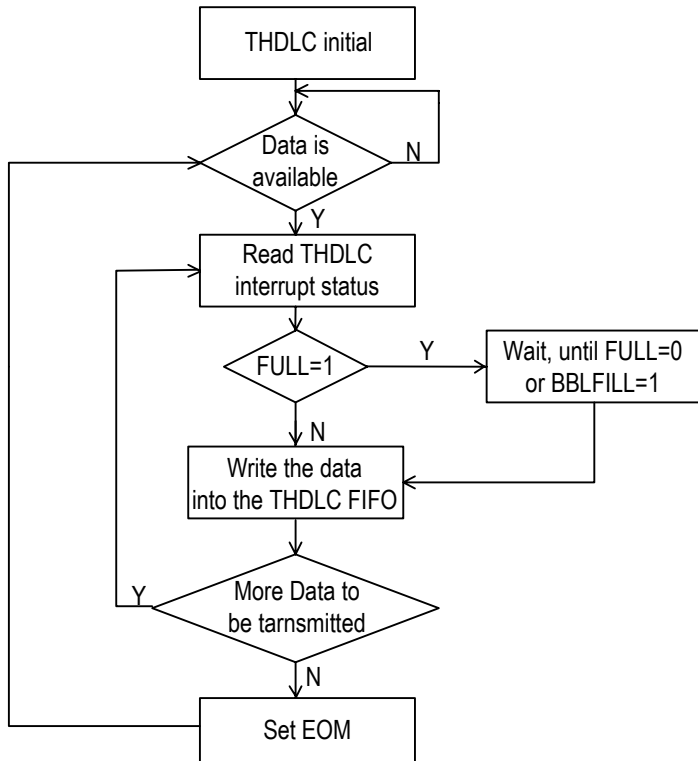 THDLC initial
Data is
available
N
Y
Read THDLC
interrupt status
FULL=1
Y
Wait, until FULL=0
or BBLFILL=1
N
Write the data
into the THDLC FIFO
Y
More Data to
be tarnsmitted
N
Set EOM